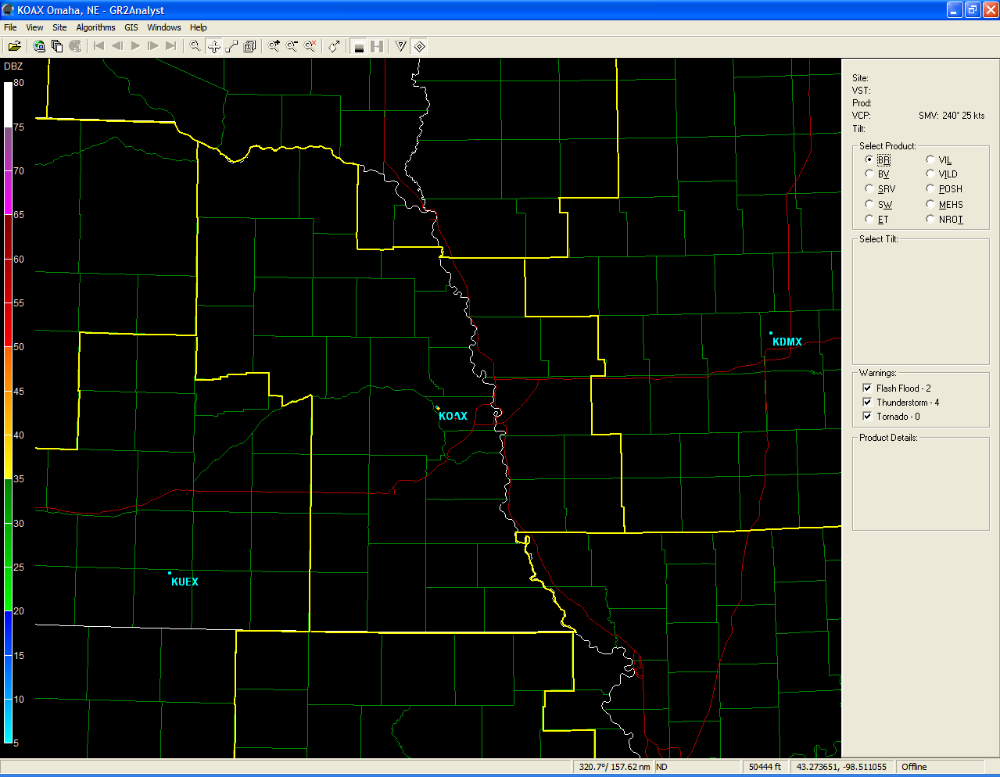 KOAX Omaha, NE - GR2Analyst
File View Site Algorithms GIS Windows Help
DBZ
80
75
70
65
60
55
50
45
40
35
30
25
20
15
10
5
KDMX
KOAX
KUEX
Site:
VST:
Prod:
VCP: SMV: 240° 25 kts
Tilt:
Select Product:
BR VIL
BV VILD
SRV POSH
SW MEHS
ET NROT
Select Tilt:
Warnings:
Flash Flood - 2
Thunderstorm - 4
Tornado - 0
Product Details:
320.7°/ 157.62 nm ND 50444 ft 43.273651, -98.511055 Offline